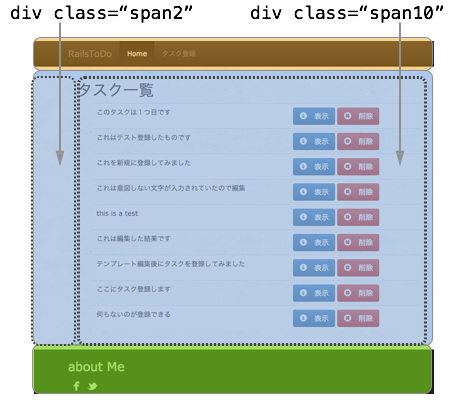 div class=“span2” div class=“span10”
RailsToDo Home タスク登録
タスク一覧
このタスクは１つ目です 表示 削除
これはテスト登録したものです 表示 削除
これを新規に登録してみました 表示 削除
これは意図しない文字が入力されていたので編集 表示 削除
this is a test 表示 削除
これは編集した結果です 表示 削除
テンプレート編集後にタスクを登録してみました 表示 削除
ここにタスク登録します 表示 削除
何もないのが登録できる 表示 削除
about Me